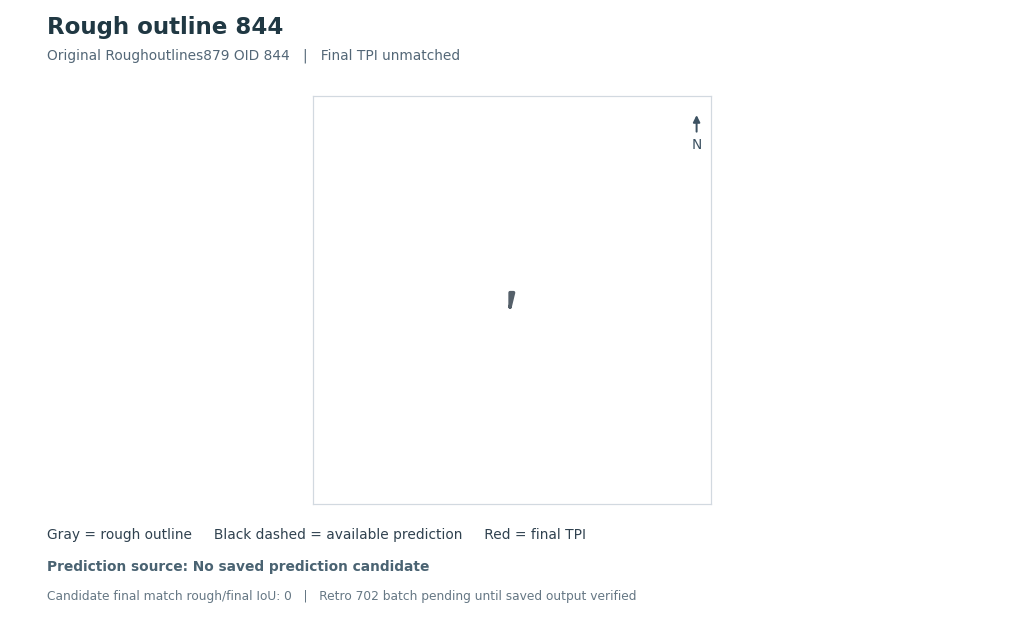 Rough outline 844
Original Roughoutlines879 OID 844   |   Final TPI unmatched
N
Gray = rough outline     Black dashed = available prediction     Red = final TPI
Prediction source: No saved prediction candidate
Candidate final match rough/final IoU: 0   |   Retro 702 batch pending until saved output verified